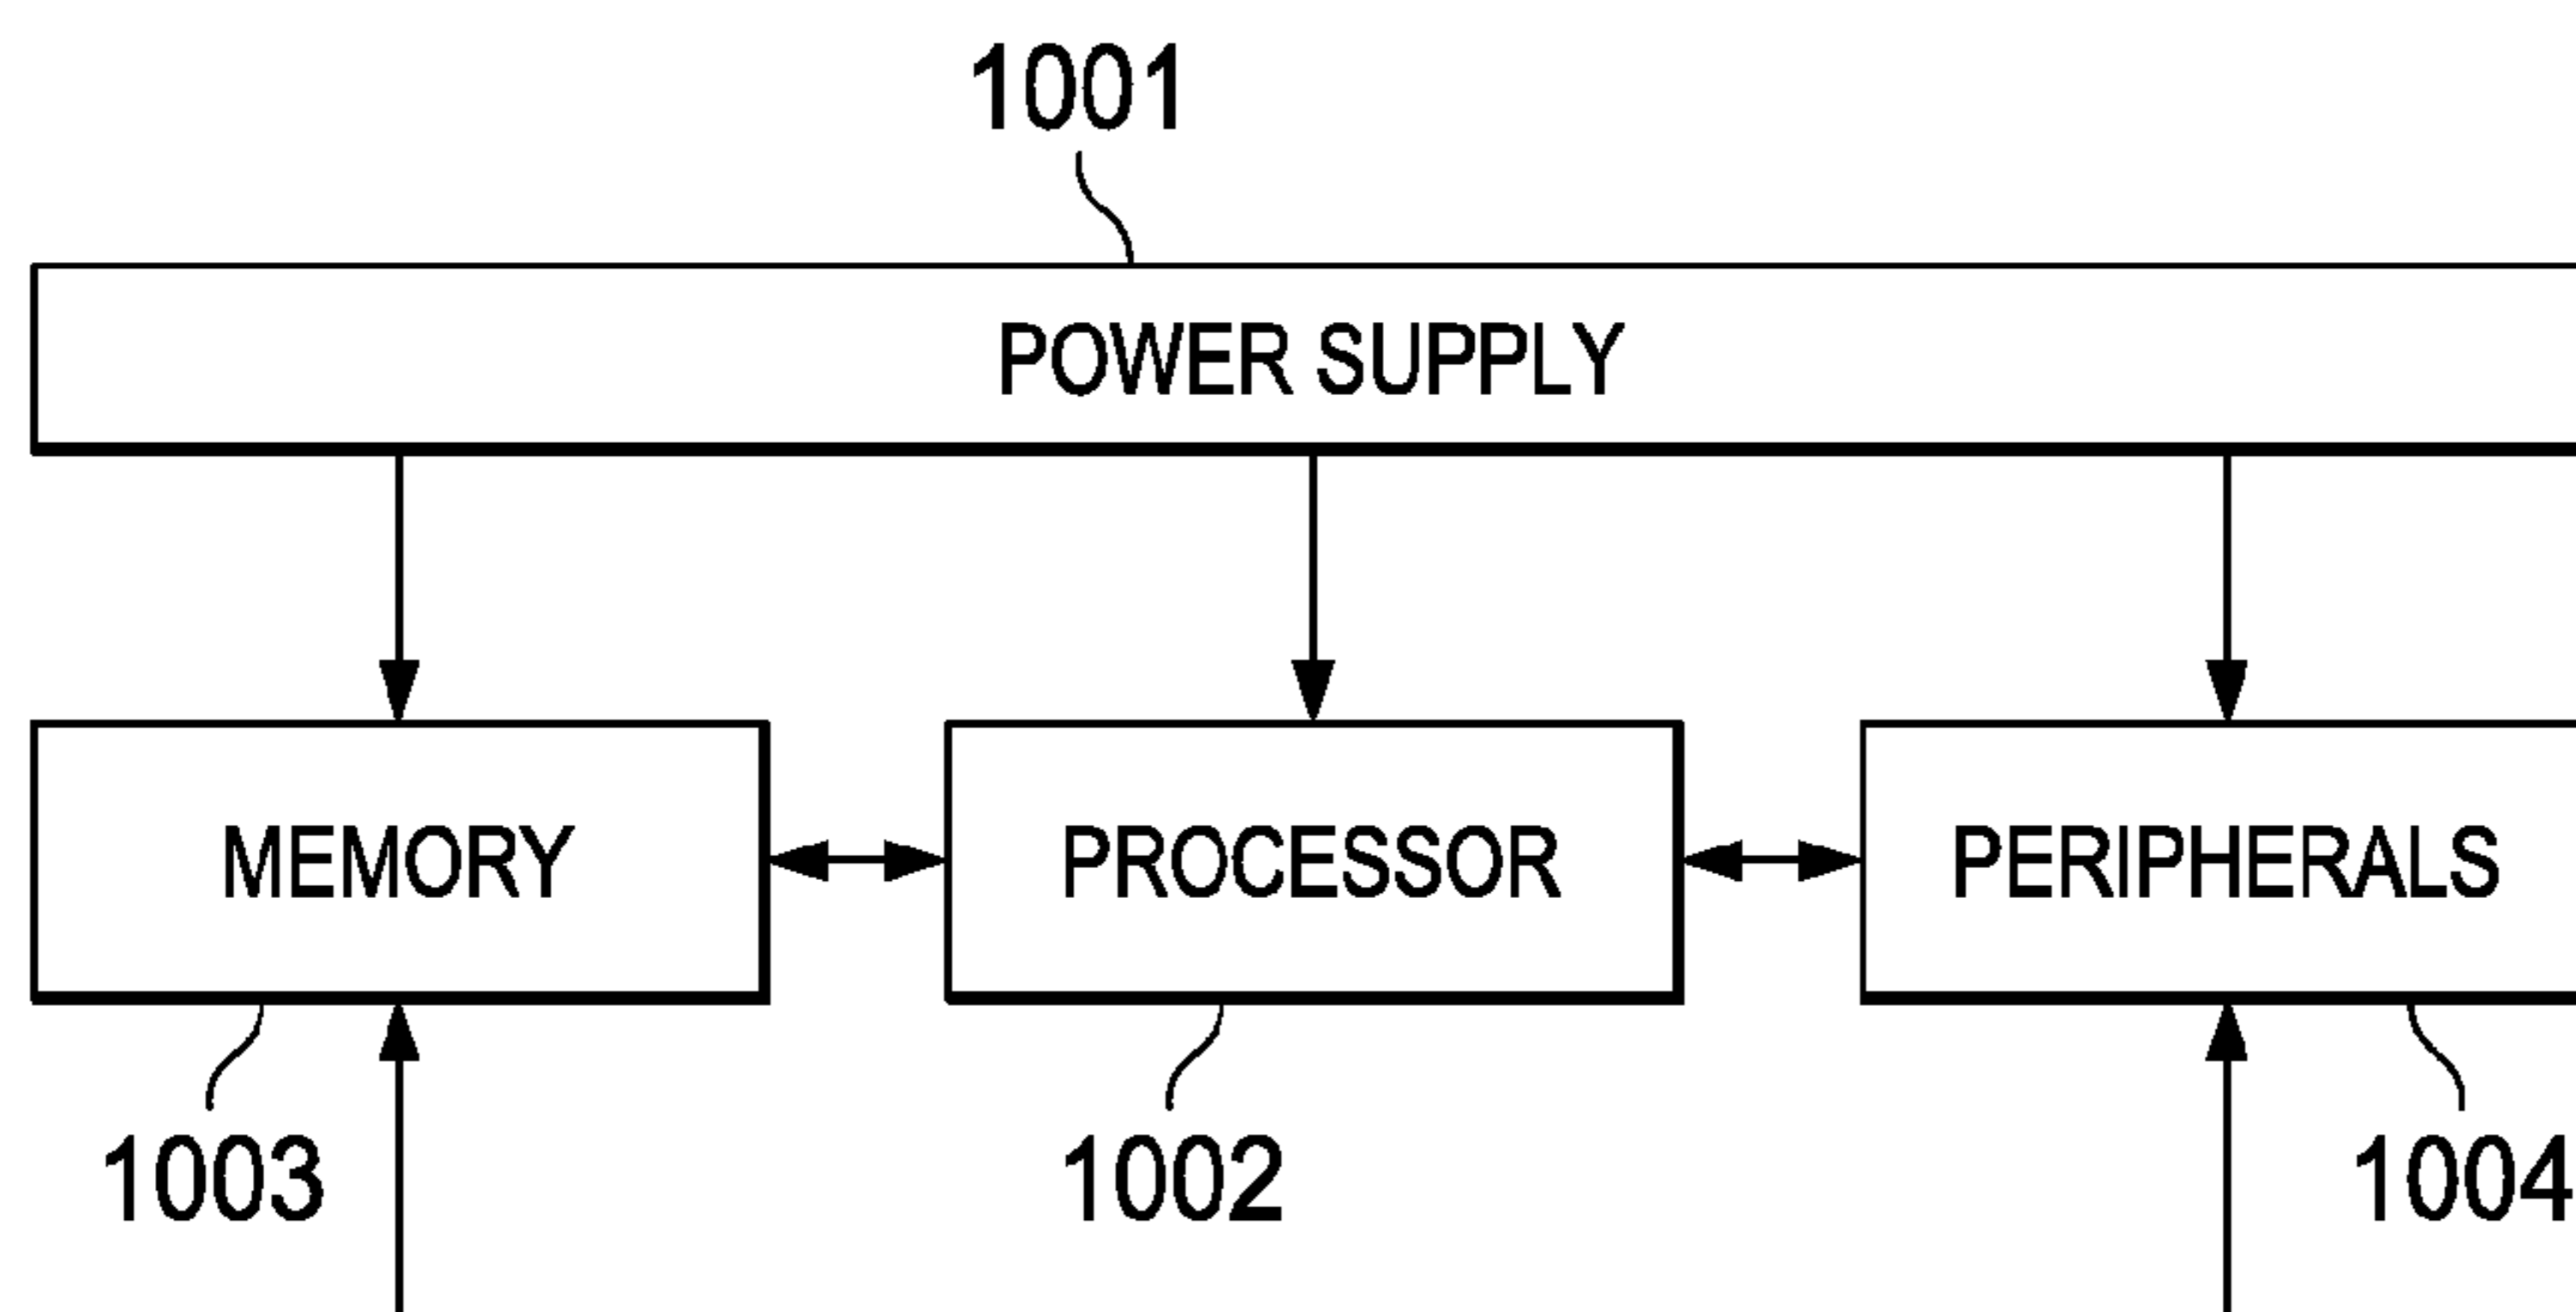 1001
POWER SUPPLY
MEMORY
PROCESSOR
PERIPHERALS
1003
1002
1004